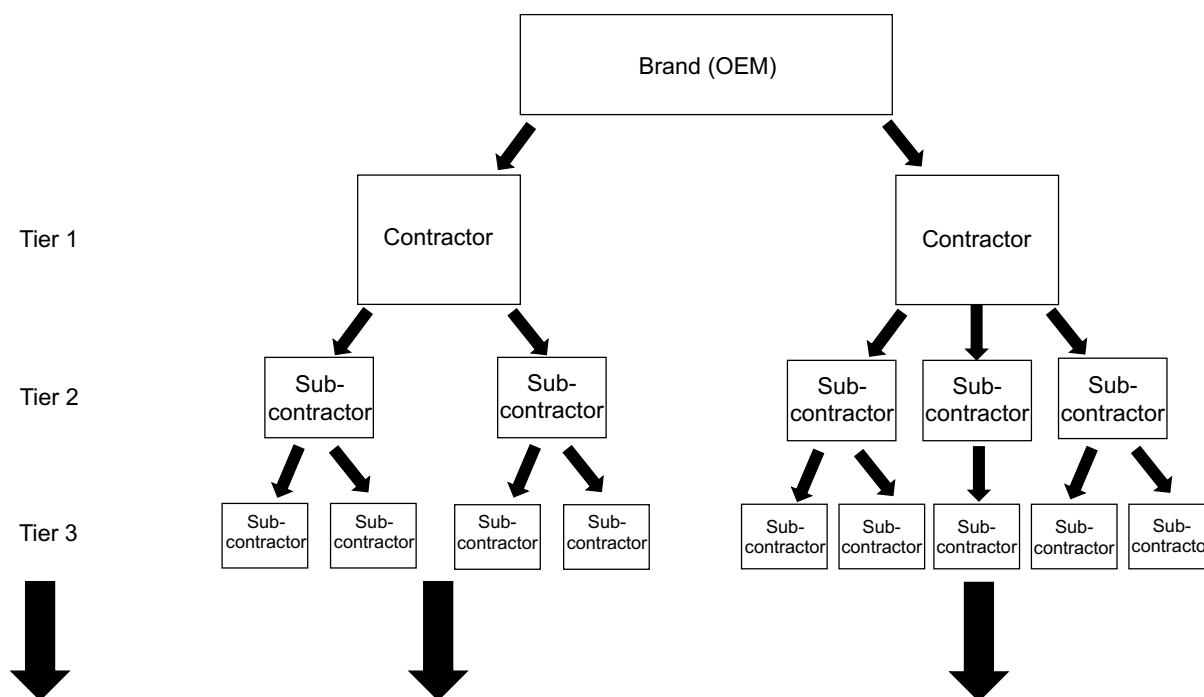 Brand (OEM)
Tier 1
Contractor
Contractor
Tier 2
Sub-
contractor
Sub-
contractor
Sub-
contractor
Sub-
contractor
Sub-
contractor
Tier 3
Sub-
contractor
Sub-
contractor
Sub-
contractor
Sub-
contractor
Sub-
contractor
Sub-
contractor
Sub-
contractor
Sub-
contractor
Sub-
contractor